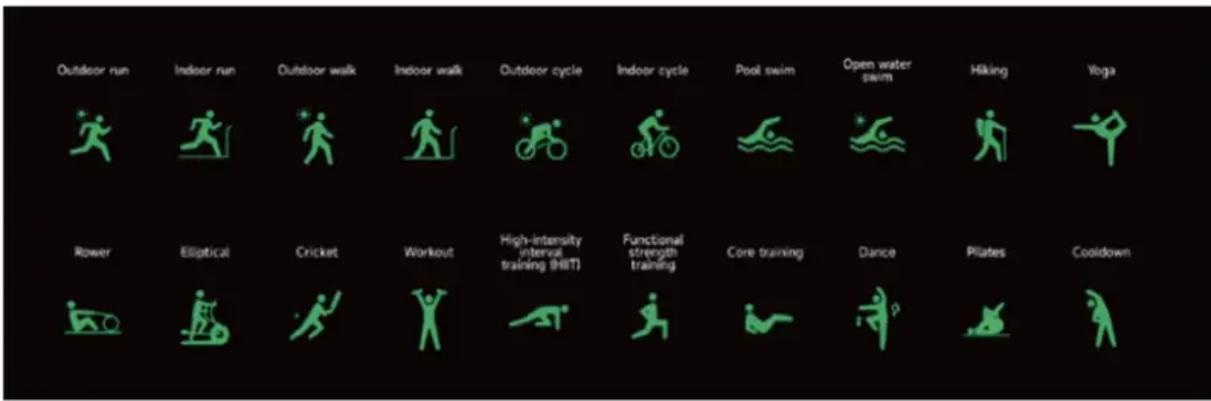 Outdoor run
Indoor run
Outdoor walk
Indoor walk
Outdoor cycle
Indoor cycle
Pool swim
Open water
swim
Hiking
Yoga
Rower
Elliptical
Cricket
Workout
High-intensity
interval
training (HIIT)
Functional
strength
training
Core training
Dance
Pilates
Cooldown